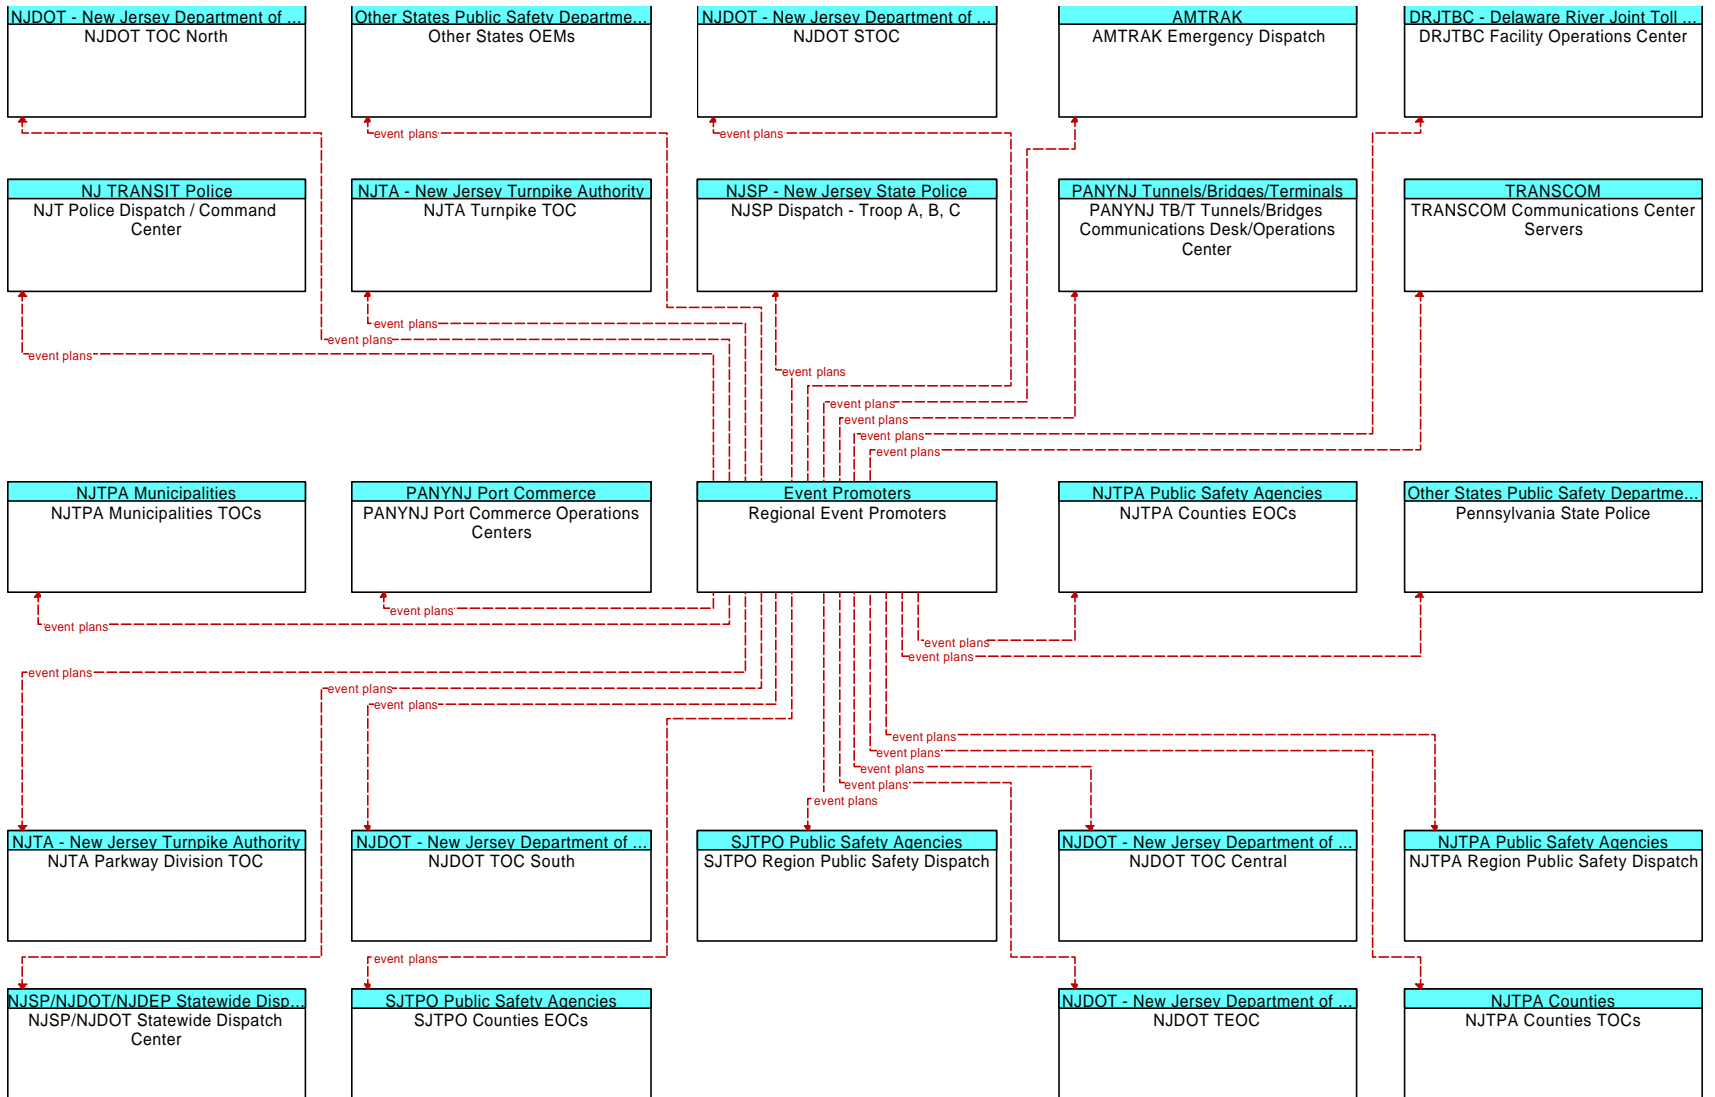 NJDOT - New Jersey Department of ...
NJDOT TOC North
Other States Public Safety Departme...
Other States OEMs
NJDOT - New Jersey Department of ...
NJDOT STOC
AMTRAK
AMTRAK Emergency Dispatch
DRJTBC - Delaware River Joint Toll ...
DRJTBC Facility Operations Center
event plans
event plans
event plans
NJ TRANSIT Police
NJT Police Dispatch / Command
Center
NJTA - New Jersey Turnpike Authority
NJTA Turnpike TOC
NJSP - New Jersey State Police
NJSP Dispatch - Troop A, B, C
PANYNJ Tunnels/Bridges/Terminals
PANYNJ TB/T Tunnels/Bridges
Communications Desk/Operations
Center
TRANSCOM
TRANSCOM Communications Center
Servers
event plans
event plans
event plans
event plans
event plans
event plans
event plans
event plans
NJTPA Municipalities
NJTPA Municipalities TOCs
PANYNJ Port Commerce
PANYNJ Port Commerce Operations
Centers
Event Promoters
Regional Event Promoters
NJTPA Public Safety Agencies
NJTPA Counties EOCs
Other States Public Safety Departme...
Pennsylvania State Police
event plans
event plans
event plans
event plans
event plans
event plans
event plans
event plans
event plans
event plans
event plans
event plans
NJTA - New Jersey Turnpike Authority
NJTA Parkway Division TOC
NJDOT - New Jersey Department of ...
NJDOT TOC South
SJTPO Public Safety Agencies
SJTPO Region Public Safety Dispatch
NJDOT - New Jersey Department of ...
NJDOT TOC Central
NJTPA Public Safety Agencies
NJTPA Region Public Safety Dispatch
event plans
NJSP/NJDOT/NJDEP Statewide Disp...
NJSP/NJDOT Statewide Dispatch
Center
SJTPO Public Safety Agencies
SJTPO Counties EOCs
NJDOT - New Jersey Department of ...
NJDOT TEOC
NJTPA Counties
NJTPA Counties TOCs